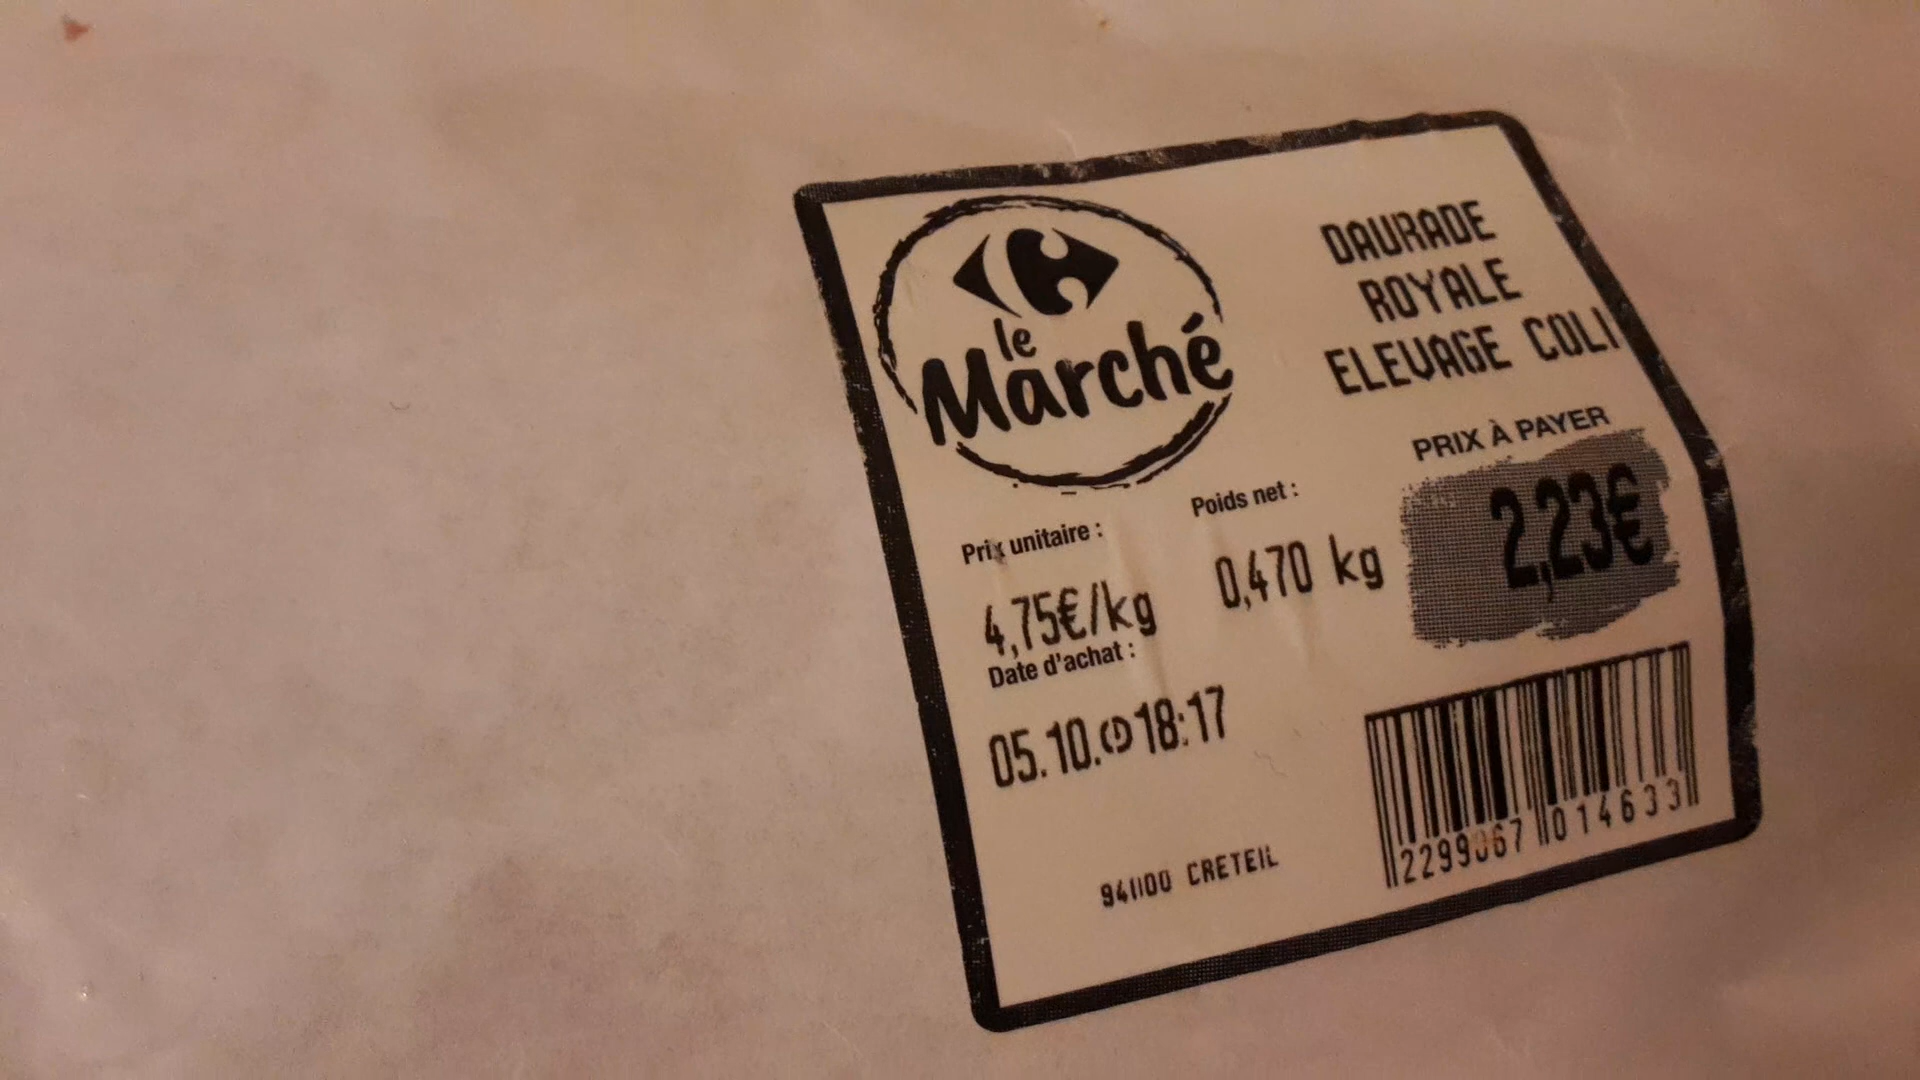 le
Marché
DAURADE
ROYALE
ELEVAGE COLI
PRIX À PAYER
2,23€
Prix unitaire :
4,75€/kg
Poids net :
0,470 kg
Date d'achat :
05.10. 18:17
94000 CRETEIL
2299067 014633